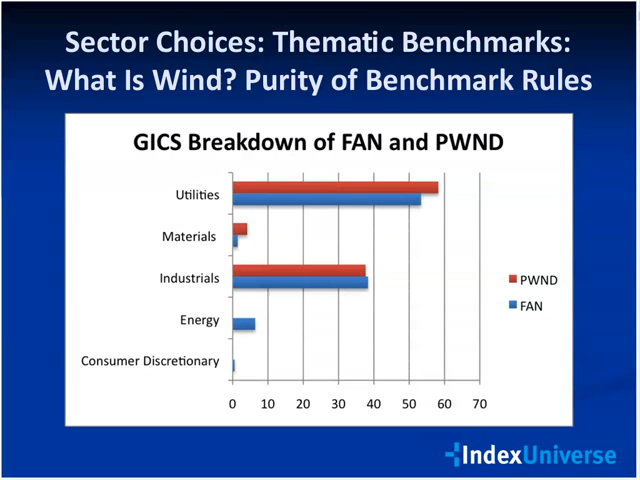 Sector Choices: Thematic Benchmarks:
What Is Wind? Purity of Benchmark Rules
GICS Breakdown of FAN and PWND
Utilities
Materials
Industrials
Energy
Consumer Discretionary
0 10 20 30 40 50 60 70
PWND
FAN
IndexUniverse